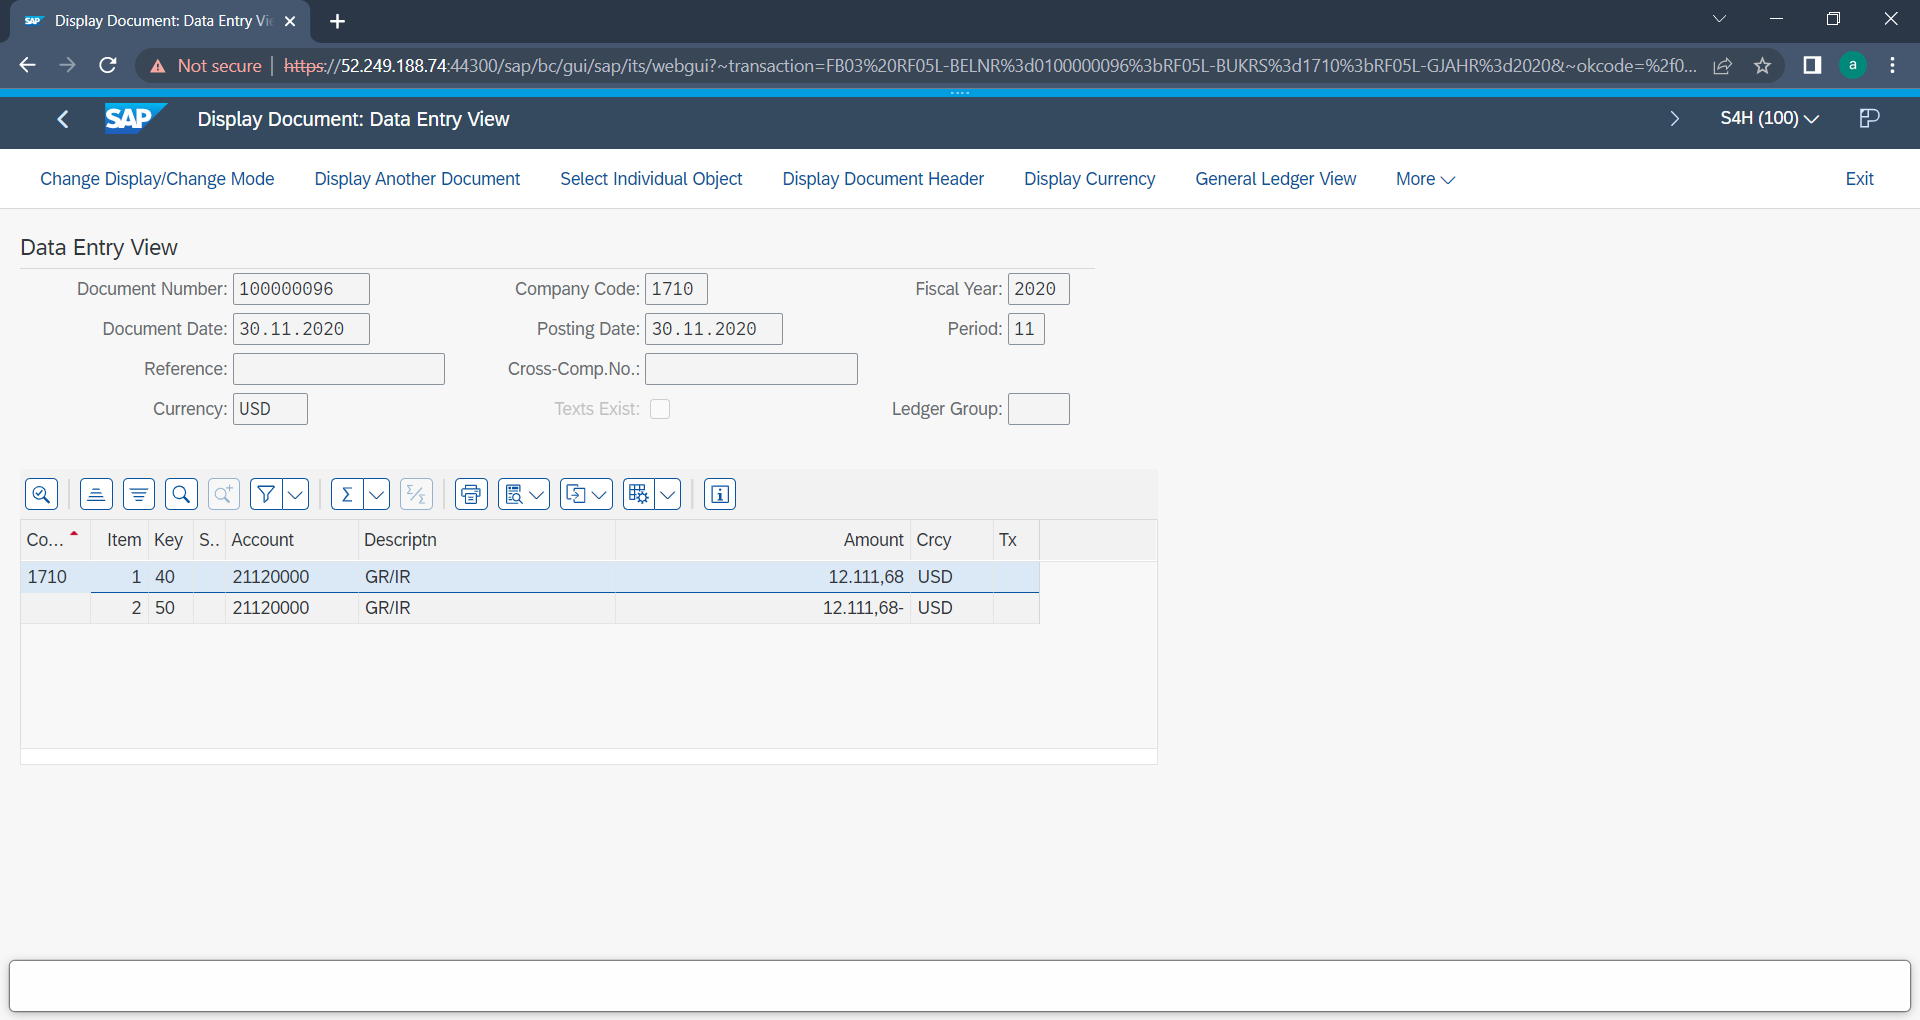 SAP Display Document: Data Entry Vi
Not secure | https://52.249.188.74:44300/sap/bc/gui/sap/its/webgui?~transaction=FB03%20RF05L-BELNR%3d0100000096%3bRF05L-BUKRS%3d1710%3bRF05L-GJAHR%3d2020&~okcode=%2f0... a
SAP Display Document: Data Entry View S4H (100)
Change Display/Change Mode Display Another Document Select Individual Object Display Document Header Display Currency General Ledger View More Exit
Data Entry View
Document Number: 100000096 Company Code: 1710 Fiscal Year: 2020
Document Date: 30.11.2020 Posting Date: 30.11.2020 Period: 11
Reference: Cross-Comp.No.:
Currency: USD Texts Exist: Ledger Group:
Co... Item Key S.. Account Descriptn Amount Crcy Tx
1710 1 40 21120000 GR/IR 12.111,68 USD
2 50 21120000 GR/IR 12.111,68- USD